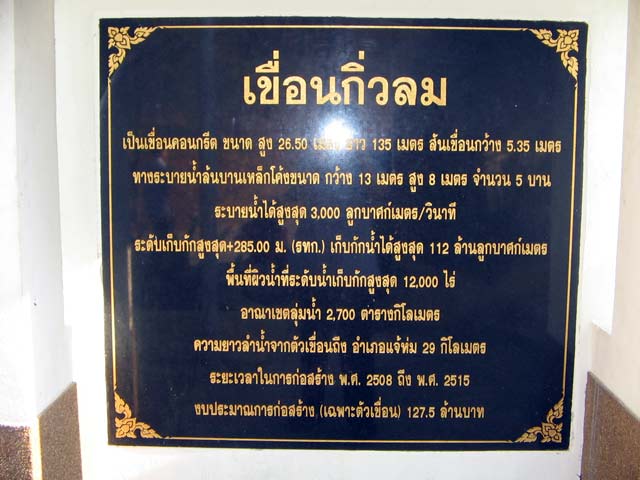 เขื่อนกิ่วลม
เป็นเขื่อนคอนกรีต ขนาด สูง 26.50 เมตร ยาว 135 เมตร สันเขื่อนกว้าง 5.35 เมตร
ทางระบายน้ำล้นบานเหล็กโค้งขนาด กว้าง 13 เมตร สูง 8 เมตร จำนวน 5 บาน
ระบายน้ำได้สูงสุด 3,000 ลูกบาศก์เมตร/วินาที
ระดับเก็บกักสูงสุด+285.00 ม. (รทก.) เก็บกักน้ำได้สูงสุด 112 ล้านลูกบาศก์เมตร
พื้นที่ผิวน้ำที่ระดับน้ำเก็บกักสูงสุด 12,000 ไร่
อาณาเขตลุ่มน้ำ 2,700 ตารางกิโลเมตร
ความยาวลำน้ำจากตัวเขื่อนถึง อำเภอแจ้ห่ม 29 กิโลเมตร
ระยะเวลาในการก่อสร้าง พ.ศ. 2508 ถึง พ.ศ. 2515
งบประมาณการก่อสร้าง (เฉพาะตัวเขื่อน) 127.5 ล้านบาท